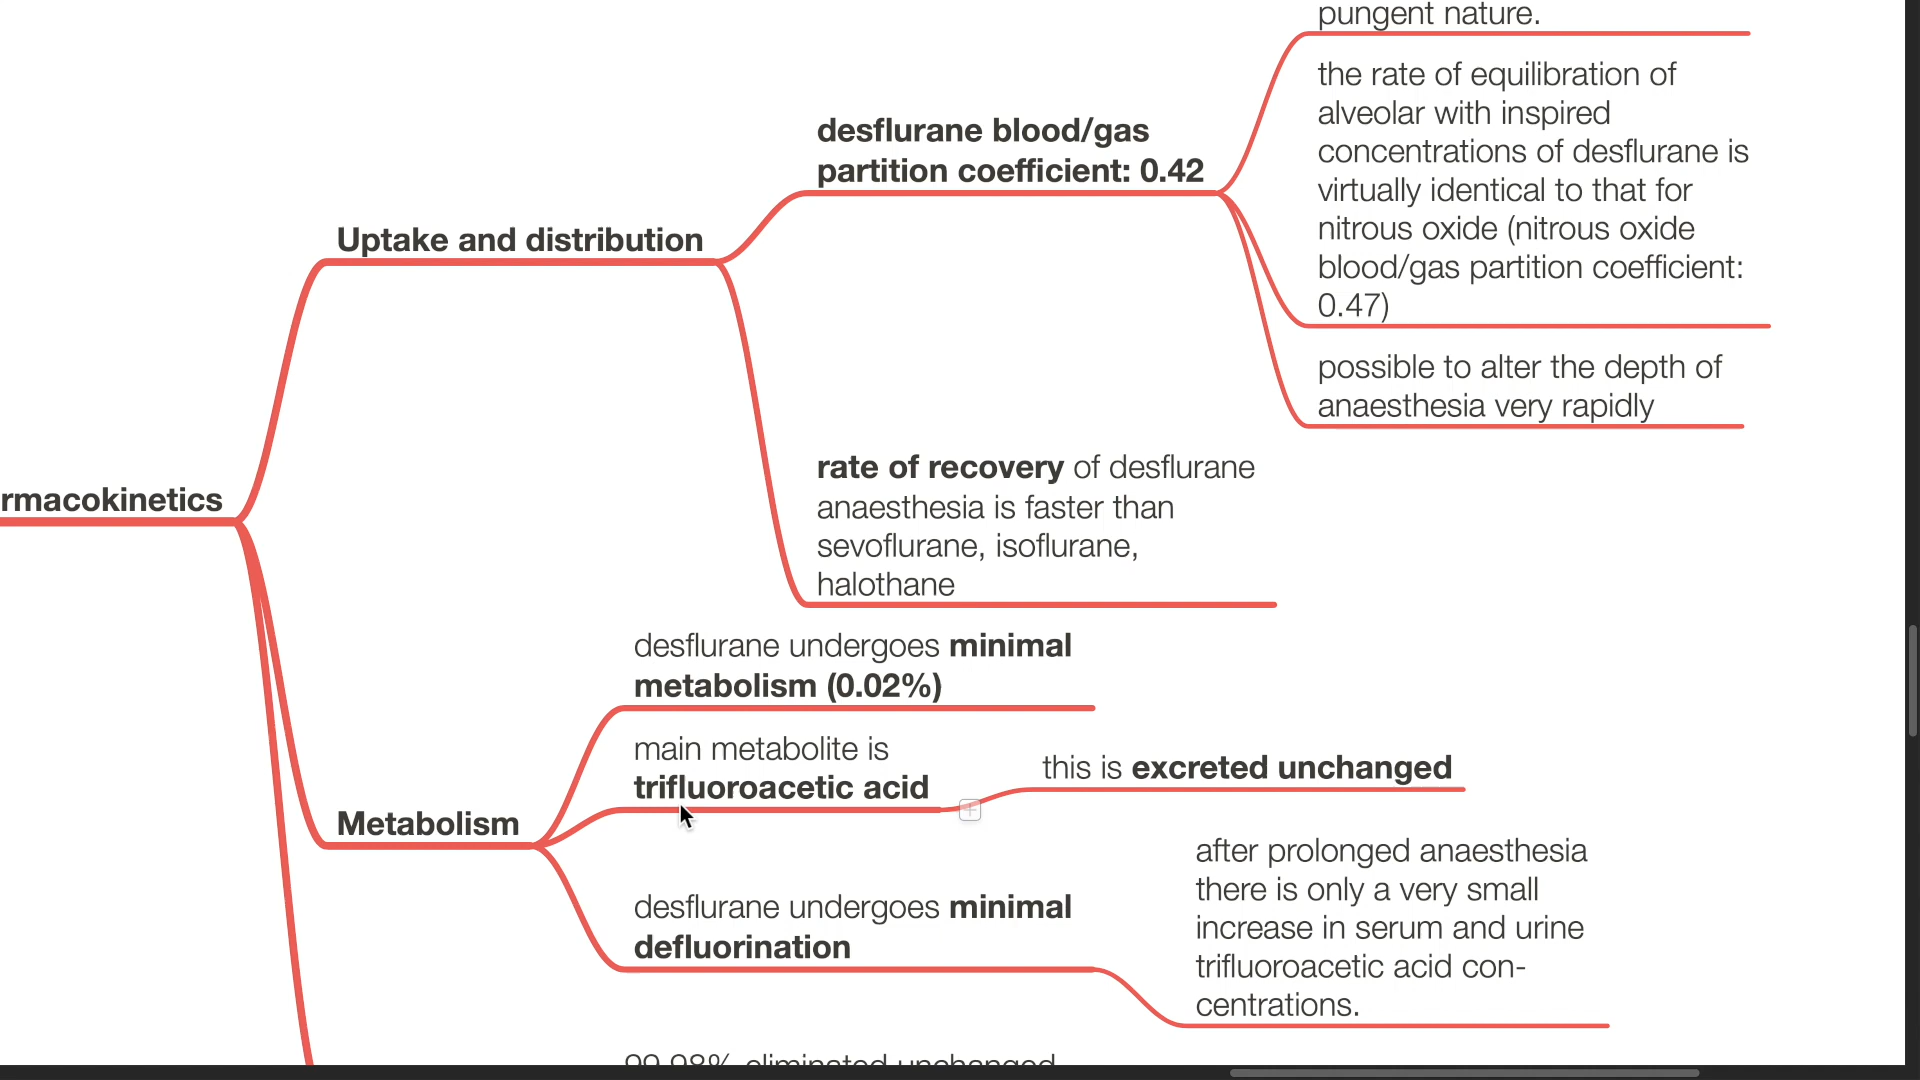 pungent nature.
the rate of equilibration of
alveolar with inspired
concentrations of desflurane is
virtually identical to that for
nitrous oxide (nitrous oxide
blood/gas partition coefficient:
0.47)
desflurane blood/gas
partition coefficient: 0.42
possible to alter the depth of
anaesthesia very rapidly
Uptake and distribution
rate of recovery of desflurane
anaesthesia is faster than
sevoflurane, isoflurane,
halothane
rmacokinetics
desflurane undergoes minimal
metabolism (0.02%)
main metabolite is
trifluoroacetic acid
this is excreted unchanged
Metabolism
desflurane undergoes minimal
defluorination
after prolonged anaesthesia
there is only a very small
increase in serum and urine
trifluoroacetic acid con-
centrations.
99.98% eliminated unchanged